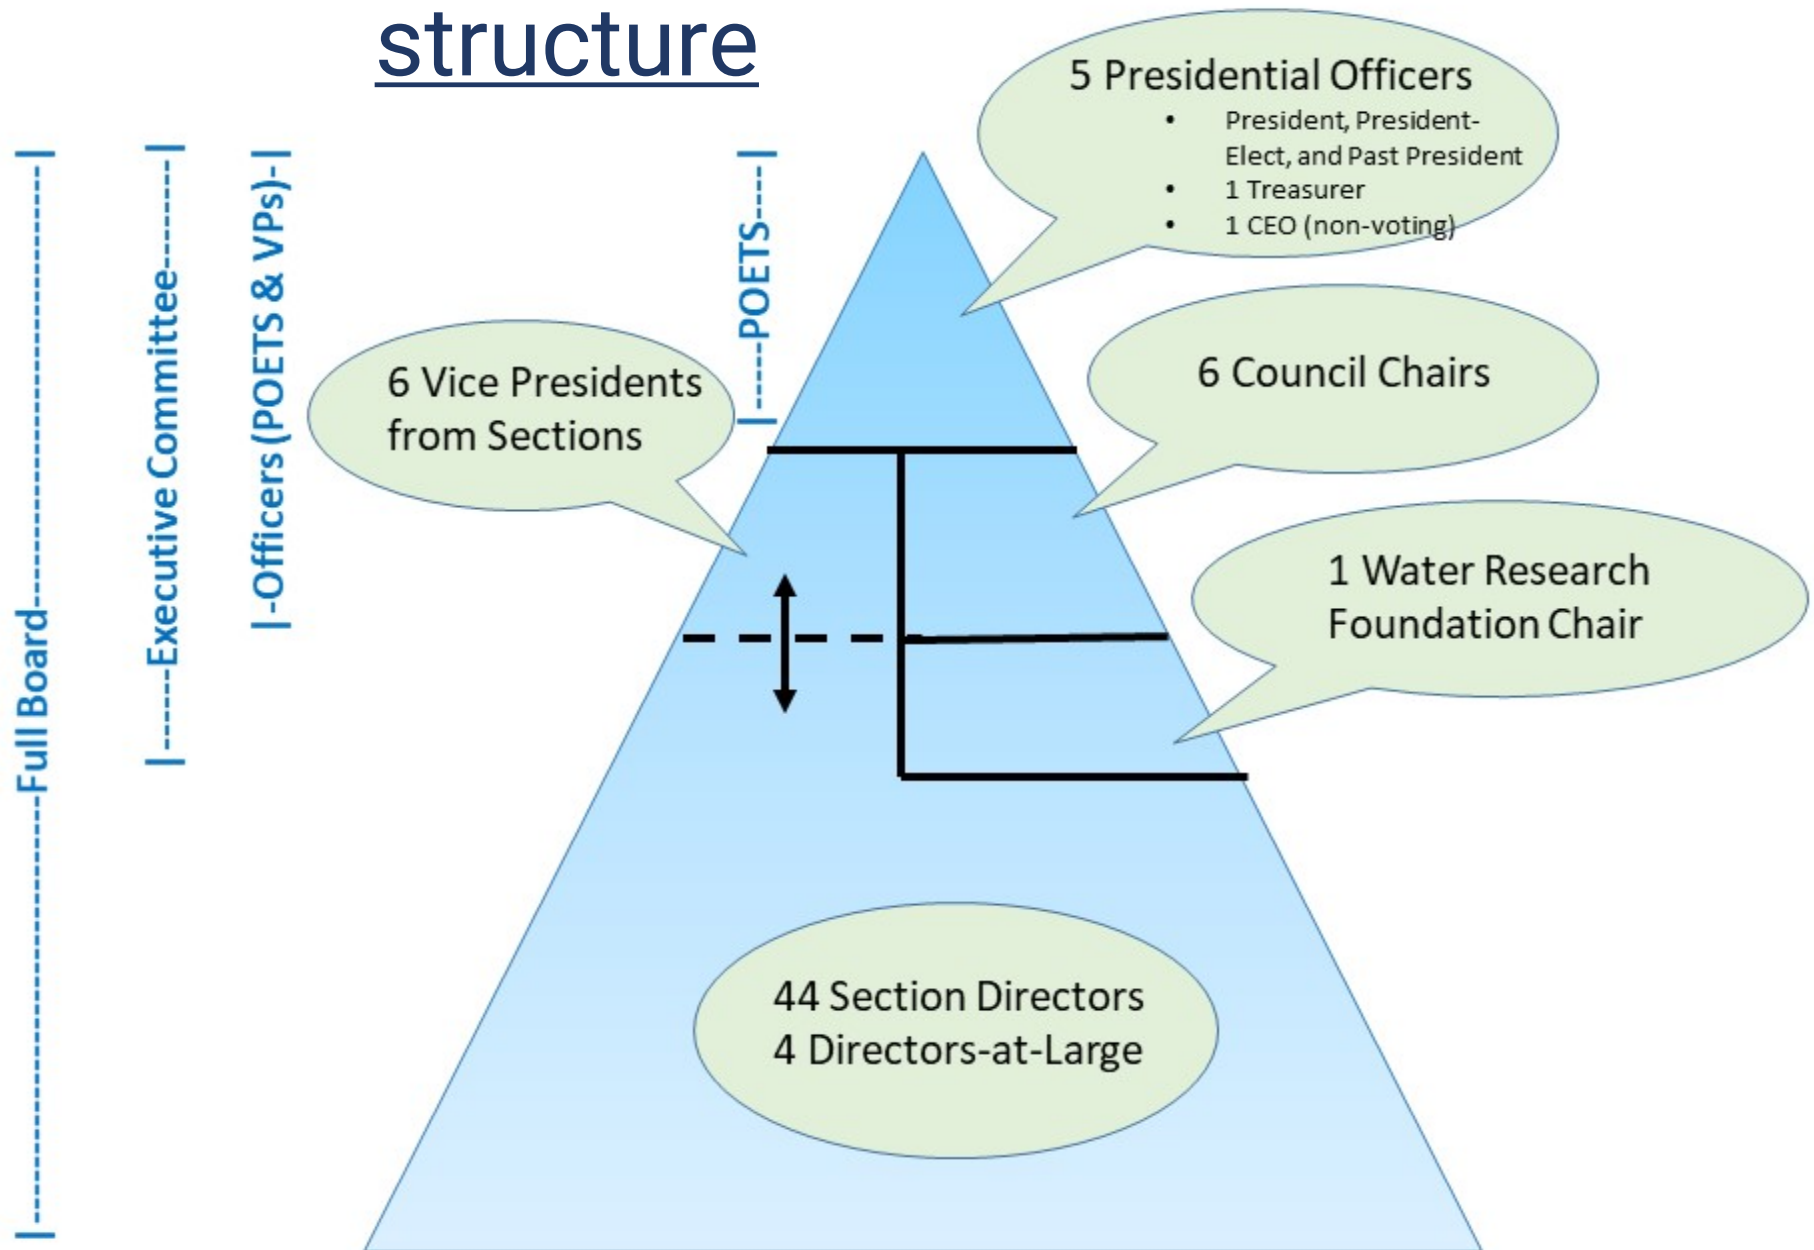 structure
5 Presidential Officers
• President, President-
Elect, and Past President
• 1 Treasurer
• 1 CEO (non-voting)
|--------Full Board--------|
|------Executive Committee--------|
|-Officers (POETS & VPs)-|
|-----POETS-----|
6 Vice Presidents
from Sections
6 Council Chairs
1 Water Research
Foundation Chair
44 Section Directors
4 Directors-at-Large